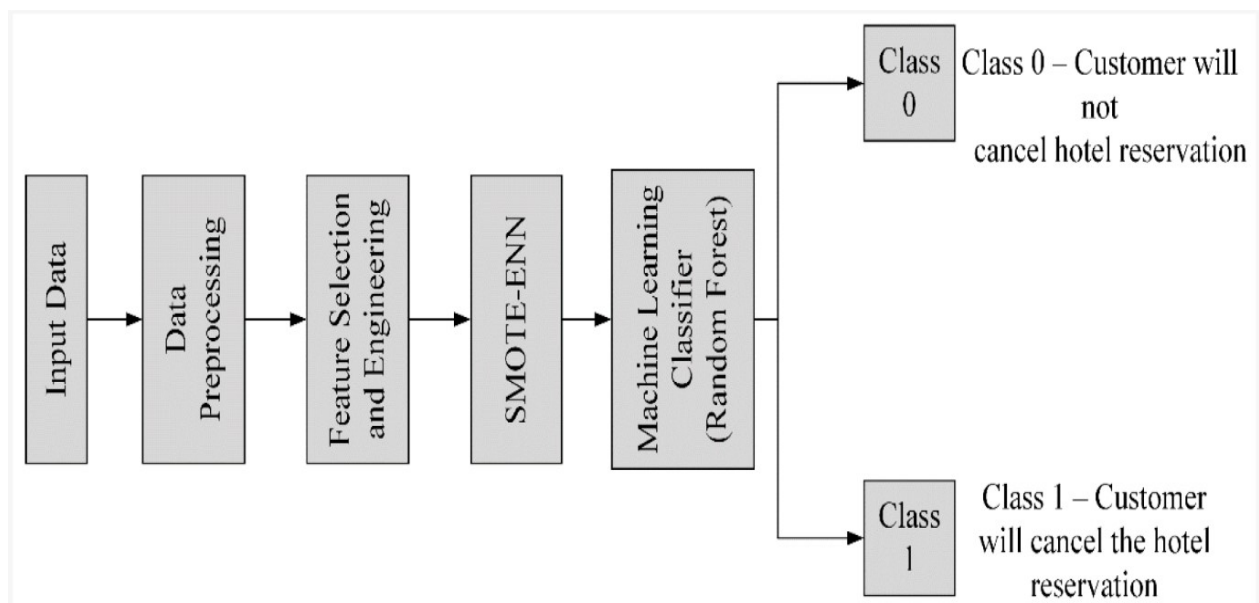 Input Data
Data
Preprocessing
Feature Selection
and Engineering
SMOTE-ENN
Machine Learning
Classifier
(Random Forest)
Class
0
Class 0 – Customer will
not
cancel hotel reservation
Class
1
Class 1 – Customer
will cancel the hotel
reservation